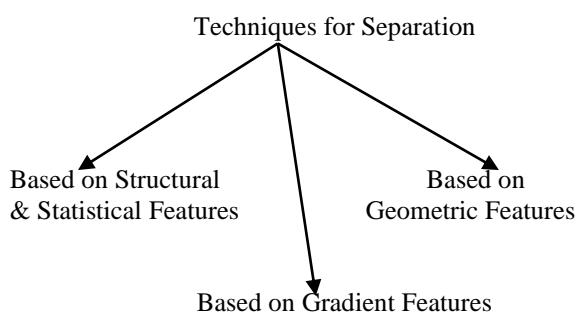 Techniques for Separation
Based on Structural
& Statistical Features
Based on
Geometric Features
Based on Gradient Features